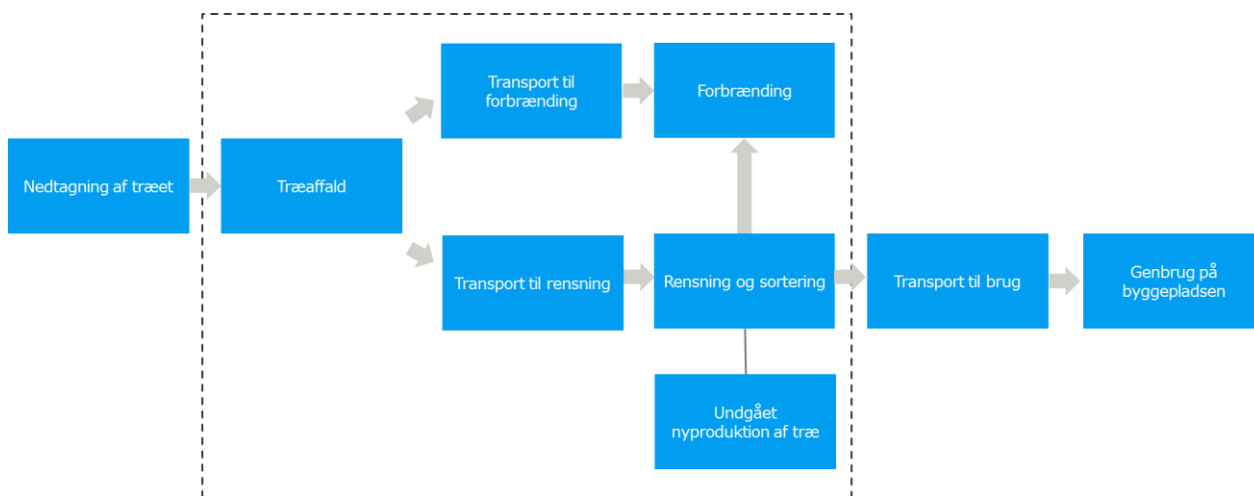 Transport til
forbrænding
Forbrænding
Nedtagning af træet
Træaffald
Transport til rensning
Rensning og sortering
Transport til brug
Genbrug på
byggepladsen
Undgået
nyproduktion af træ